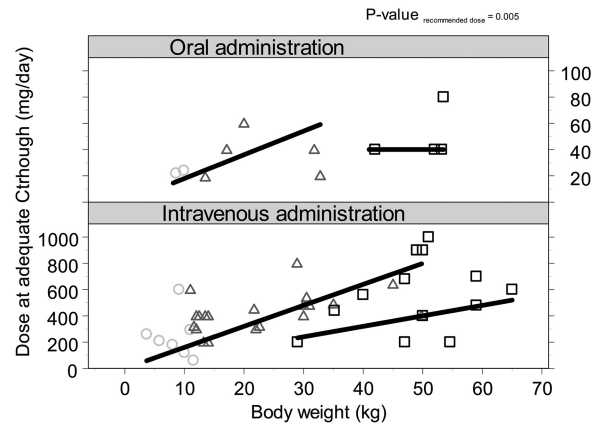 P-value recommended dose = 0.005
Oral administration
100
80
60
40
20
Intravenous administration
1000
800
600
400
200
0
0 10 20 30 40 50 60 70
Body weight (kg)
Dose at adequate Ctrhough (mg/day)